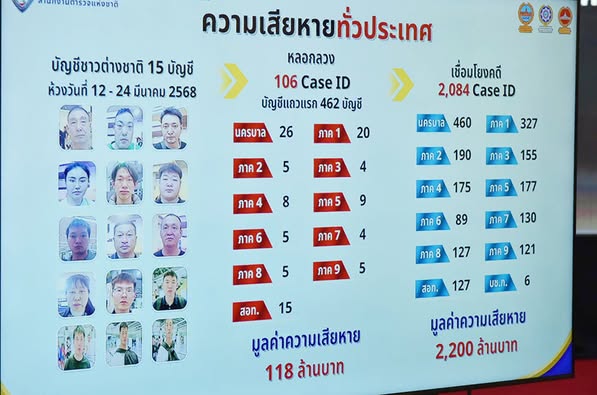 สำนักงานตำรวจแห่งชาติ
ความเสียหายทั่วประเทศ
บัญชีชาวต่างชาติ 15 บัญชี
ห้วงวันที่ 12 - 24 มีนาคม 2568
หลอกลวง
106 Case ID
บัญชีแถวแรก 462 บัญชี
นครบาล 26 ภาค 1 20
ภาค 2 5 ภาค 3 4
ภาค 4 8 ภาค 5 9
ภาค 6 5 ภาค 7 4
ภาค 8 5 ภาค 9 5
สอท. 15
มูลค่าความเสียหาย
118 ล้านบาท
เชื่อมโยงคดี
2,084 Case ID
นครบาล 460 ภาค 1 327
ภาค 2 190 ภาค 3 155
ภาค 4 175 ภาค 5 177
ภาค 6 89 ภาค 7 130
ภาค 8 127 ภาค 9 121
สอท. 127 บช.ก. 6
มูลค่าความเสียหาย
2,200 ล้านบาท